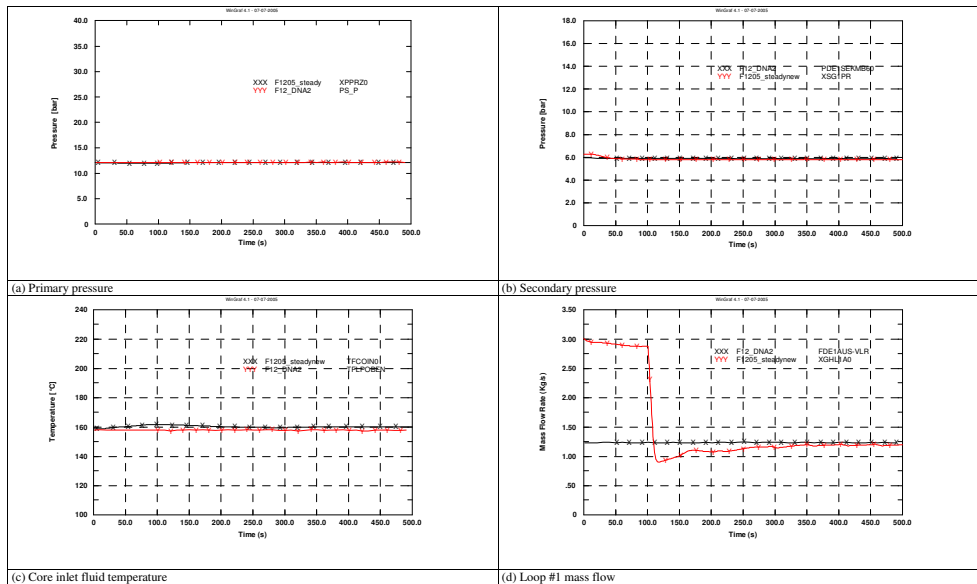 WinGraf 4.1 - 07-07-2005
40.0
35.0
30.0
25.0
20.0
15.0
10.0
5.0
0
Pressure [bar]
XXX F1205_steady XPPRZ0
YYY F12_DNA2 PS_P
0 50.0 100.0 150.0 200.0 250.0 300.0 350.0 400.0 450.0 500.0
Time (s)
(a) Primary pressure
WinGraf 4.1 - 07-07-2005
18.0
16.0
14.0
12.0
10.0
8.0
6.0
4.0
2.0
.0
Pressure [bar]
XXX F12_DNA2 PDE1SEKMB60
YYY F1205_steadynew XSG1PR
0 50.0 100.0 150.0 200.0 250.0 300.0 350.0 400.0 450.0 500.0
Time (s)
(b) Secondary pressure
WinGraf 4.1 - 07-07-2005
240
220
200
180
160
140
120
100
Temperature [°C]
XXX F1205_steadynew TFCOIN0
YYY F12_DNA2 TPLFOBEN
0 50.0 100.0 150.0 200.0 250.0 300.0 350.0 400.0 450.0 500.0
Time (s)
(c) Core inlet fluid temperature
WinGraf 4.1 - 07-07-2005
3.50
3.00
2.50
2.00
1.50
1.00
.50
.00
Mass Flow Rate (Kg/s)
XXX F12_DNA2 FDE1AUS-VLR
YYY F1205_steadynew
0 50.0 100.0 150.0 200.0 250.0 300.0 350.0 400.0 450.0 500.0
Time (s)
(d) Loop #1 mass flow